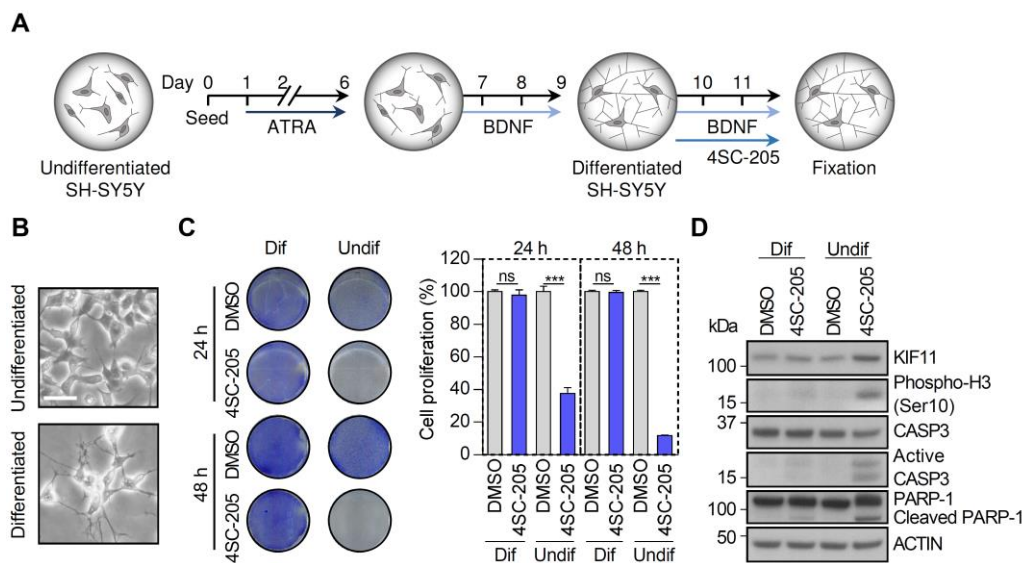 A
Day 0 1 2 6 7 8 9 10 11
Seed
ATRA
BDNF
BDNF
4SC-205
Undifferentiated
SH-SY5Y
Differentiated
SH-SY5Y
Fixation
B
Undifferentiated
Differentiated
C
Dif Undif
24 h
DMSO
4SC-205
48 h
DMSO
4SC-205
Cell proliferation (%)
120
100
80
60
40
20
0
24 h 48 h
ns *** ns ***
DMSO 4SC-205 DMSO 4SC-205 DMSO 4SC-205 DMSO 4SC-205
Dif Undif Dif Undif
D
Dif Undif
DMSO 4SC-205 DMSO 4SC-205
kDa
100 KIF11
15 Phospho-H3
(Ser10)
37 CASP3
15 Active
CASP3
100 PARP-1
Cleaved PARP-1
50 ACTIN